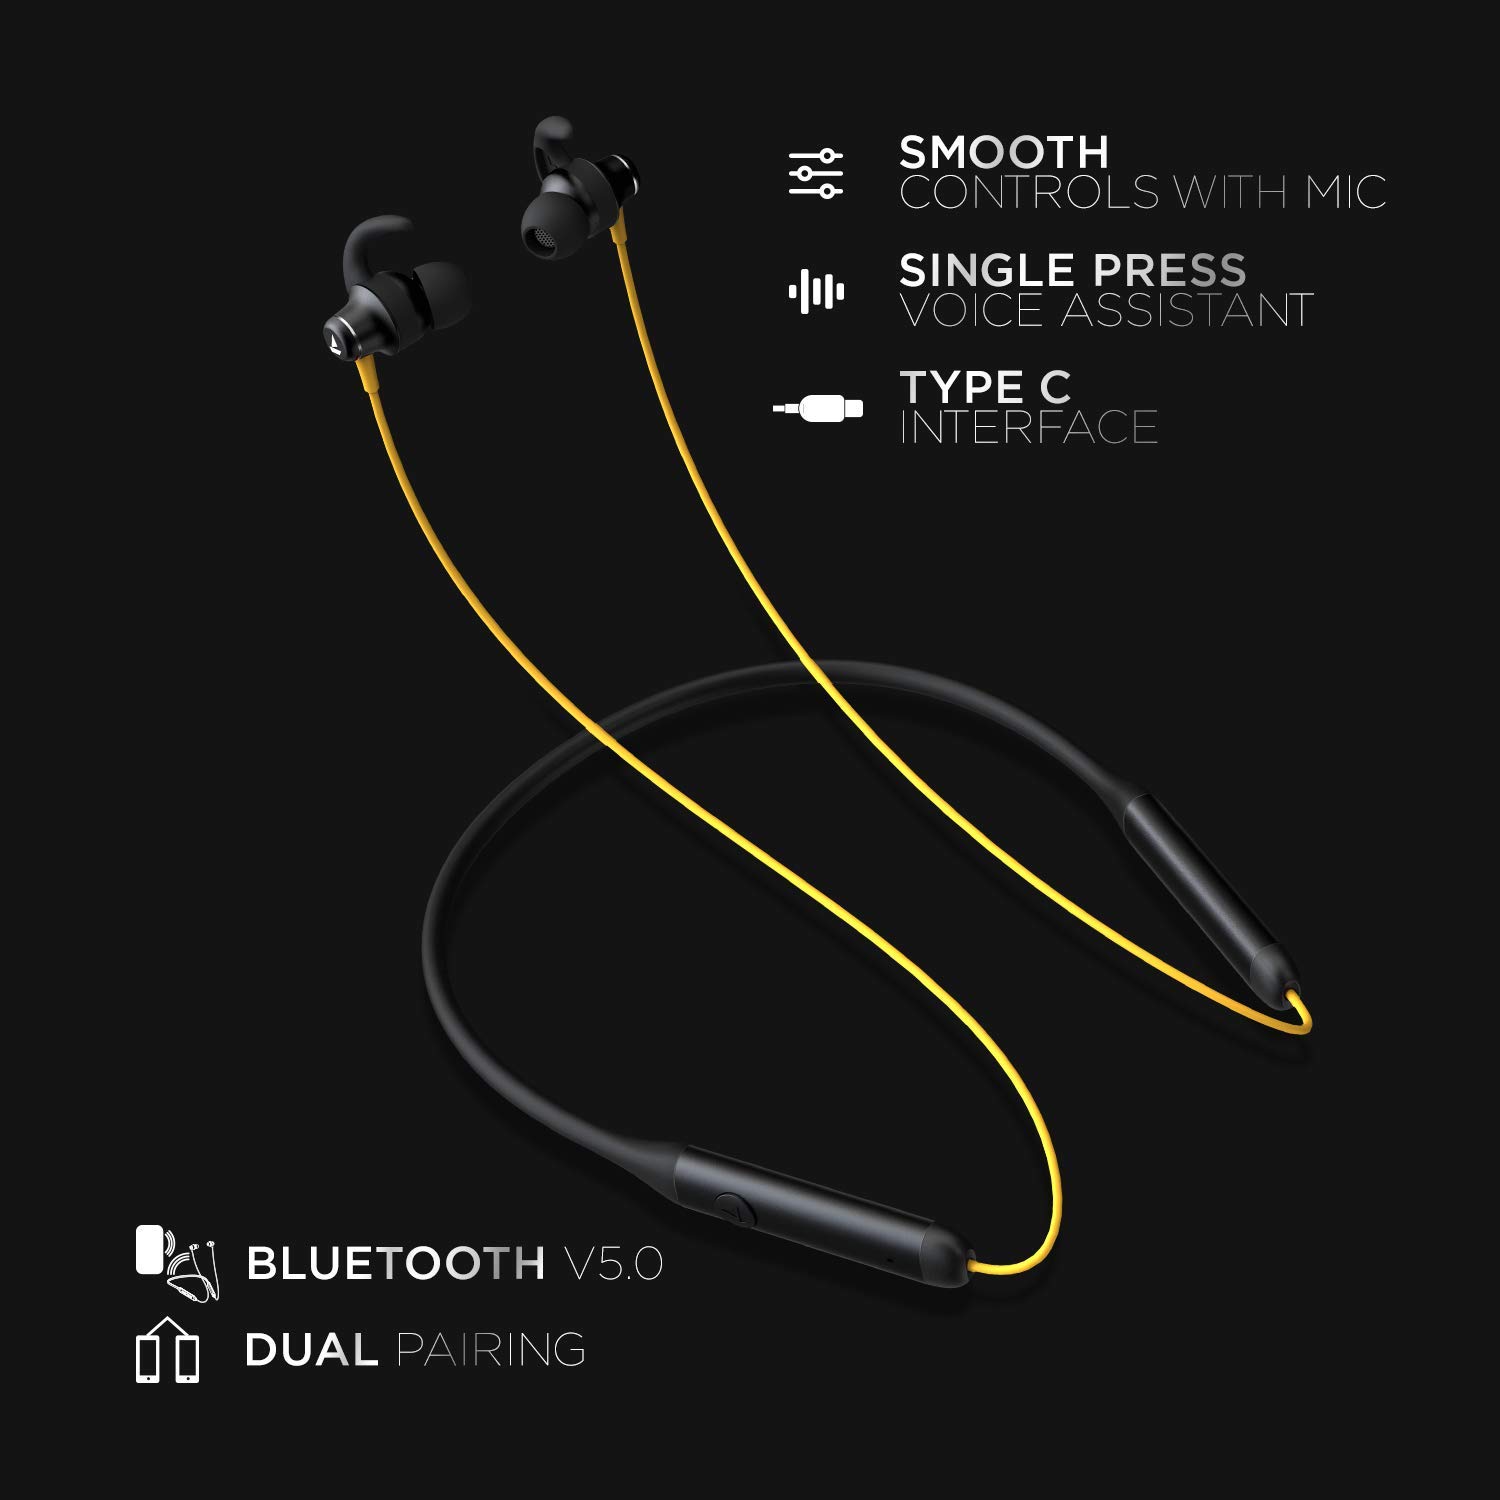 SMOOTH
CONTROLS WITH MIC
SINGLE PRESS
VOICE ASSISTANT
TYPE C
INTERFACE
BLUETOOTH V5.0
DUAL PAIRING